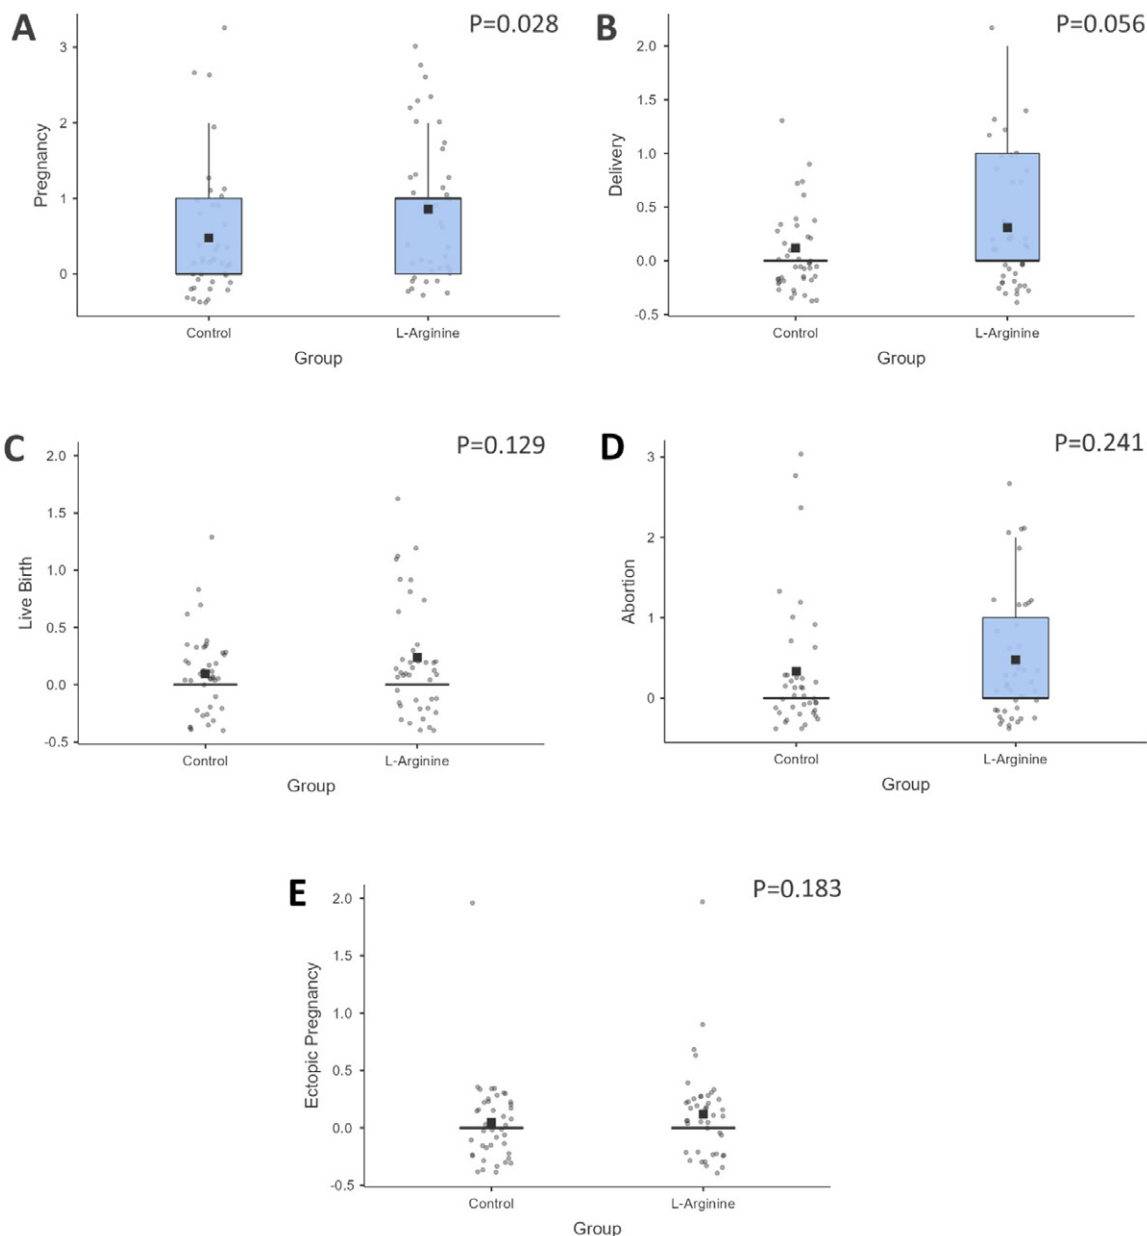 A
P=0.028
Pregnancy
3
2
1
0
Control
L-Arginine
Group
B
P=0.056
Delivery
2.0
1.5
1.0
0.5
0.0
-0.5
Control
L-Arginine
Group
C
P=0.129
Live Birth
2.0
1.5
1.0
0.5
0.0
-0.5
Control
L-Arginine
Group
D
P=0.241
Abortion
3
2
1
0
Control
L-Arginine
Group
E
P=0.183
Ectopic Pregnancy
2.0
1.5
1.0
0.5
0.0
-0.5
Control
L-Arginine
Group